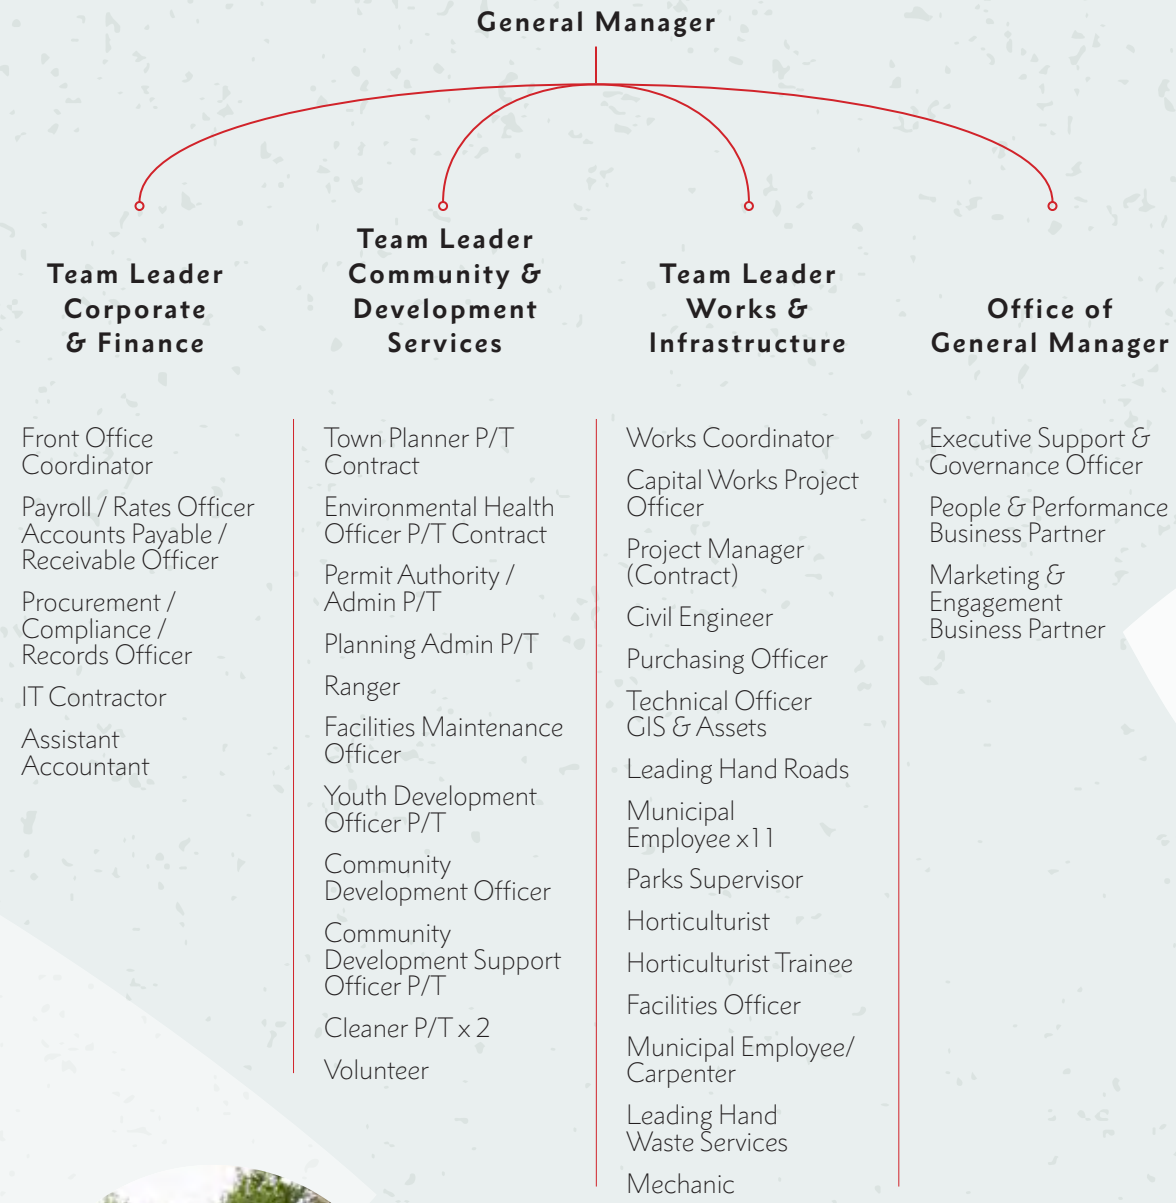 General Manager
Team Leader
Corporate
& Finance
Front Office
Coordinator
Payroll / Rates Officer
Accounts Payable /
Receivable Officer
Procurement /
Compliance /
Records Officer
IT Contractor
Assistant
Accountant
Team Leader
Community &
Development
Services
Town Planner P/T
Contract
Environmental Health
Officer P/T Contract
Permit Authority /
Admin P/T
Planning Admin P/T
Ranger
Facilities Maintenance
Officer
Youth Development
Officer P/T
Community
Development Officer
Community
Development Support
Officer P/T
Cleaner P/T x 2
Volunteer
Team Leader
Works &
Infrastructure
Works Coordinator
Capital Works Project
Officer
Project Manager
(Contract)
Civil Engineer
Purchasing Officer
Technical Officer
GIS & Assets
Leading Hand Roads
Municipal
Employee x11
Parks Supervisor
Horticulturist
Horticulturist Trainee
Facilities Officer
Municipal Employee/
Carpenter
Leading Hand
Waste Services
Mechanic
Office of
General Manager
Executive Support &
Governance Officer
People & Performance
Business Partner
Marketing &
Engagement
Business Partner